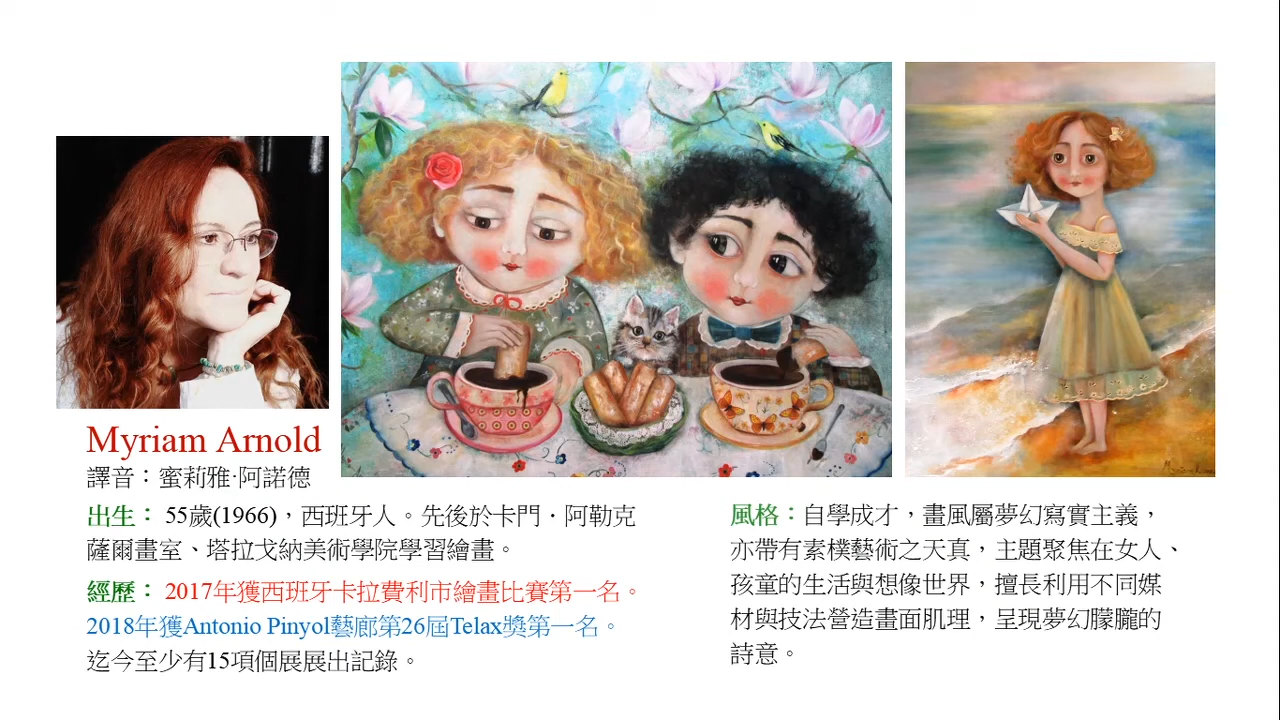 Myriam Arnold
譯音：蜜莉雅·阿諾德
出生： 55歲(1966)，西班牙人。先後於卡門・阿勒克
薩爾畫室、塔拉戈納美術學院學習繪畫。
經歷： 2017年獲西班牙卡拉費利市繪畫比賽第一名。
2018年獲Antonio Pinyol藝廊第26屆Telax獎第一名。
迄今至少有15項個展展出記錄。
風格：自學成才，畫風屬夢幻寫實主義，
亦帶有素樸藝術之天真，主題聚焦在女人、
孩童的生活與想像世界，擅長利用不同媒
材與技法營造畫面肌理，呈現夢幻朦朧的
詩意。